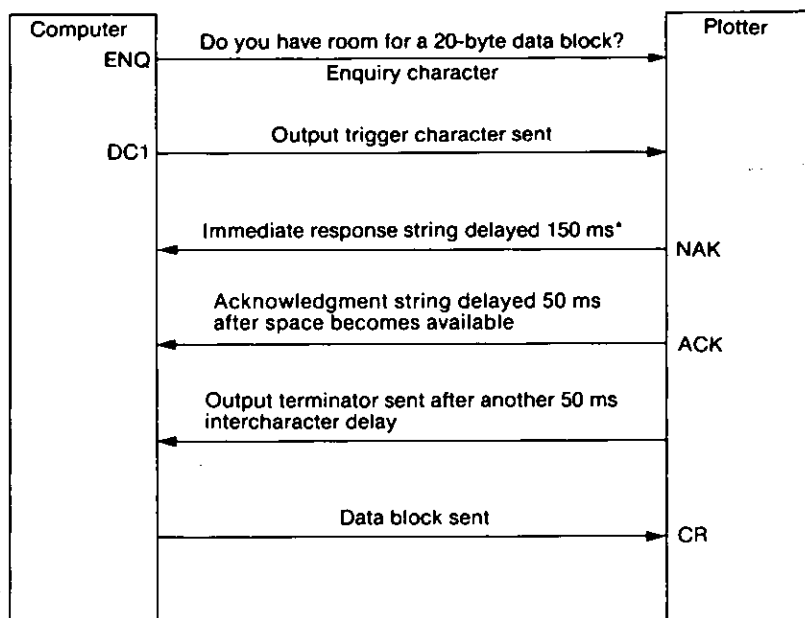 Computer
Plotter
Do you have room for a 20-byte data block?
ENQ
Enquiry character
Output trigger character sent
DC1
Immediate response string delayed 150 ms*
NAK
Acknowledgment string delayed 50 ms
after space becomes available
ACK
Output terminator sent after another 50 ms
intercharacter delay
Data block sent
CR